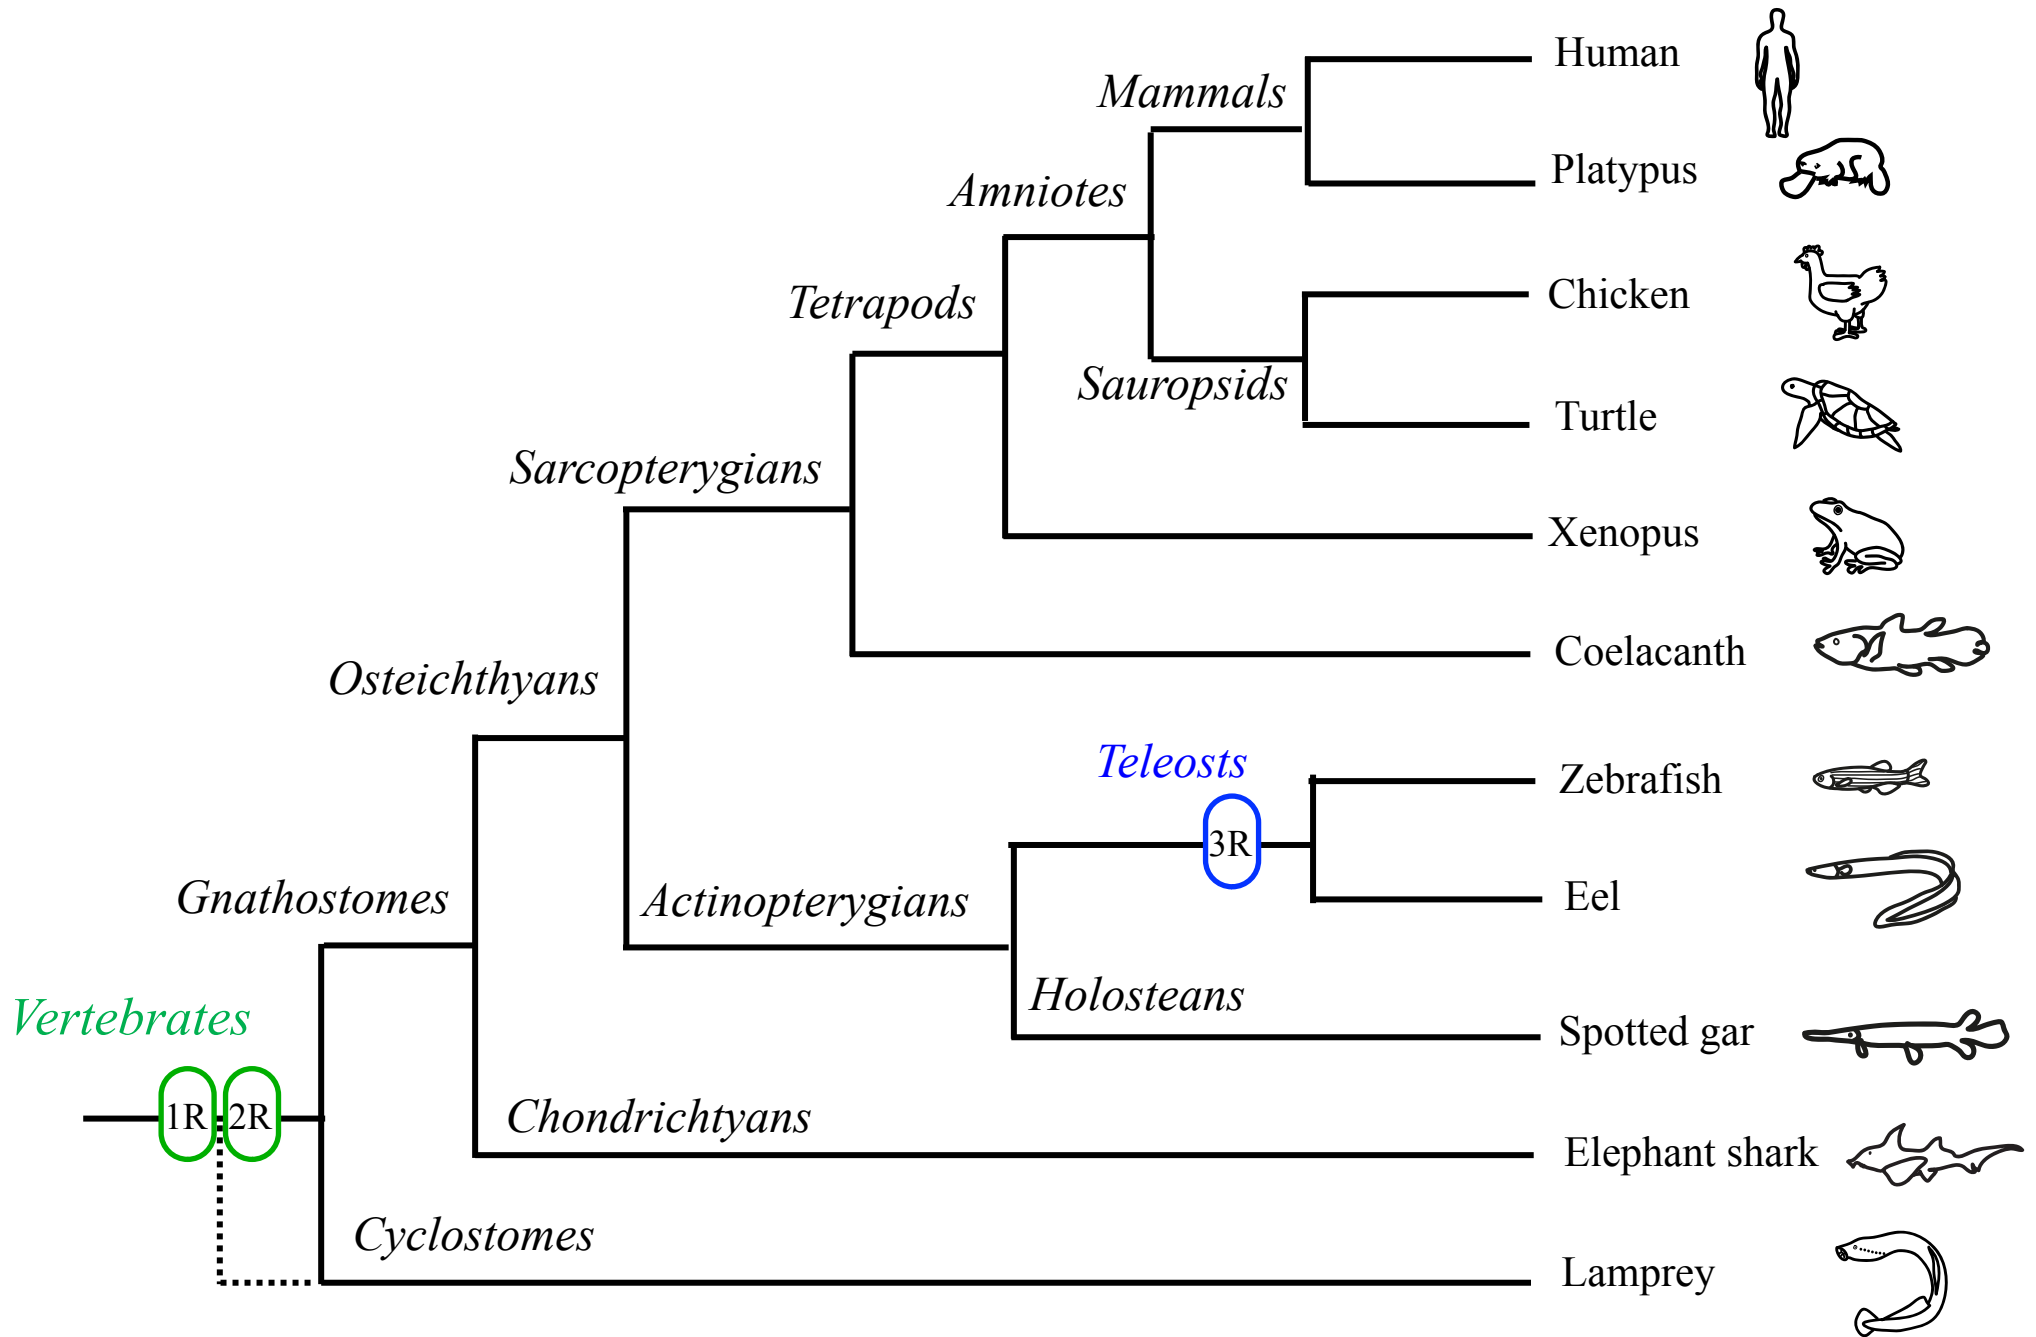 Human
Mammals
Platypus
Amniotes
Chicken
Tetrapods
Sauropsids
Turtle
Sarcopterygians
Xenopus
Coelacanth
Osteichthyans
Teleosts
Zebrafish
3R
Gnathostomes
Actinopterygians
Eel
Holosteans
Vertebrates
Spotted gar
1R
2R
Chondrichtyans
Elephant shark
Cyclostomes
Lamprey